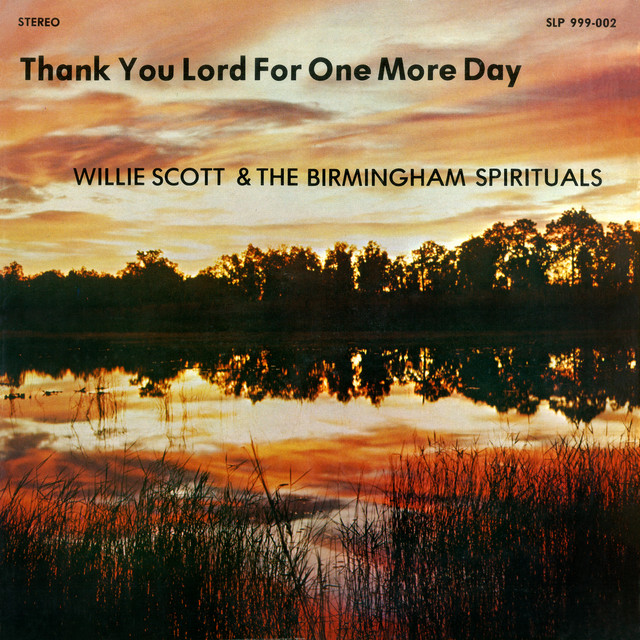 STEREO
SLP 999-002
Thank You Lord For One More Day
WILLIE SCOTT & THE BIRMINGHAM SPIRITUALS